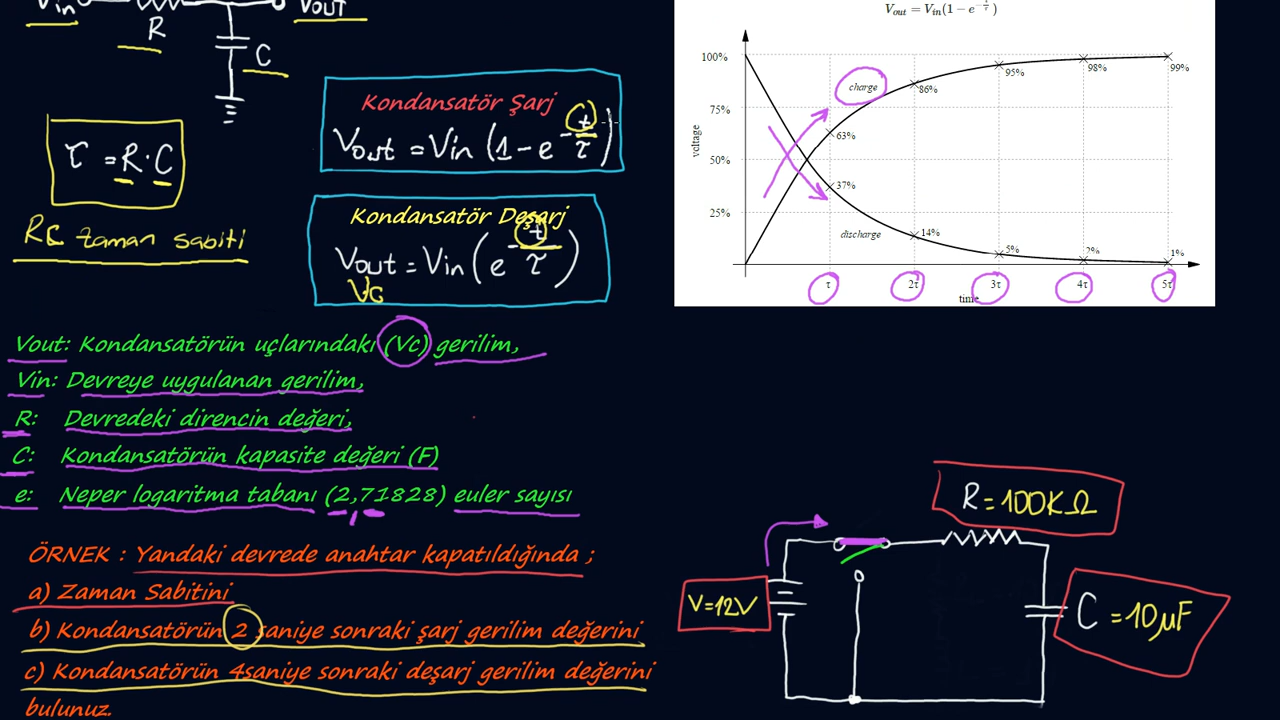 Vin
R
Vout
C
τ = R.C
RC Zaman Sabiti
Kondansatör Şarj
Vout = Vin (1 - e^-t/τ)
Kondansatör Deşarj
Vout = Vin (e^-t/τ)
Vc
Vout = Vin(1 − e^−t/τ)
100%
75%
50%
25%
voltage
charge
discharge
63%
86%
95%
98%
99%
37%
14%
5%
2%
1%
τ
2τ
3τ
4τ
5τ
time
Vout: Kondansatörün uçlarındaki (Vc) gerilim,
Vin: Devreye uygulanan gerilim,
R: Devredeki direncin değeri,
C: Kondansatörün kapasite değeri (F)
e: Neper logaritma tabanı (2,71828) euler sayısı
ÖRNEK : Yandaki devrede anahtar kapatıldığında ;
a) Zaman Sabitini
b) Kondansatörün 2 saniye sonraki şarj gerilim değerini
c) Kondansatörün 4saniye sonraki deşarj gerilim değerini
bulunuz.
R = 100KΩ
V=12V
C = 10µF